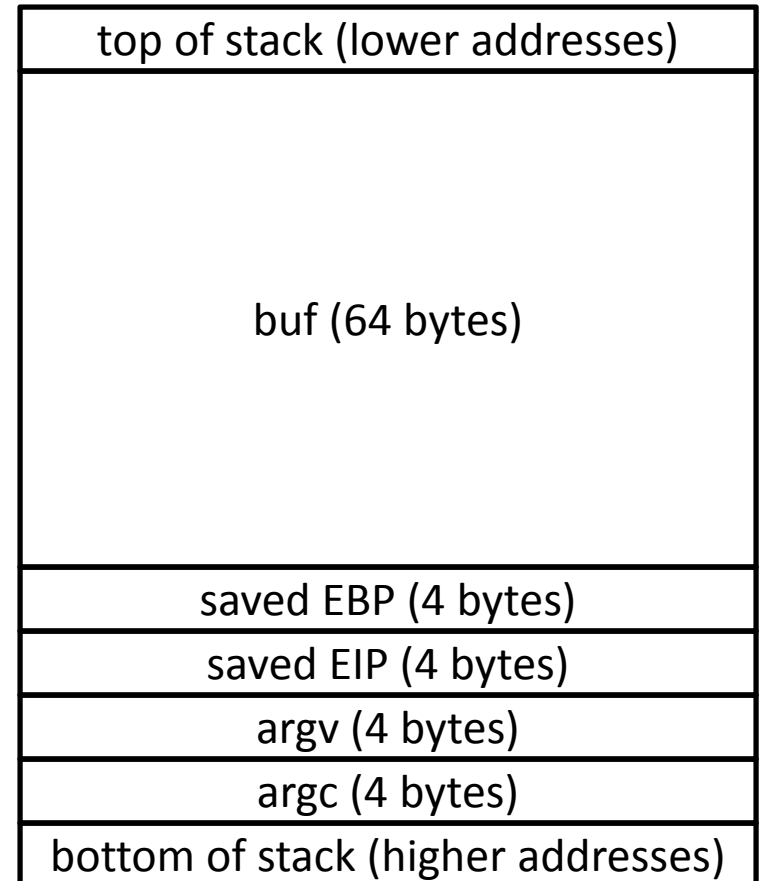 top of stack (lower addresses)
buf (64 bytes)
saved EBP (4 bytes)
saved EIP (4 bytes)
argv (4 bytes)
argc (4 bytes)
bottom of stack (higher addresses)